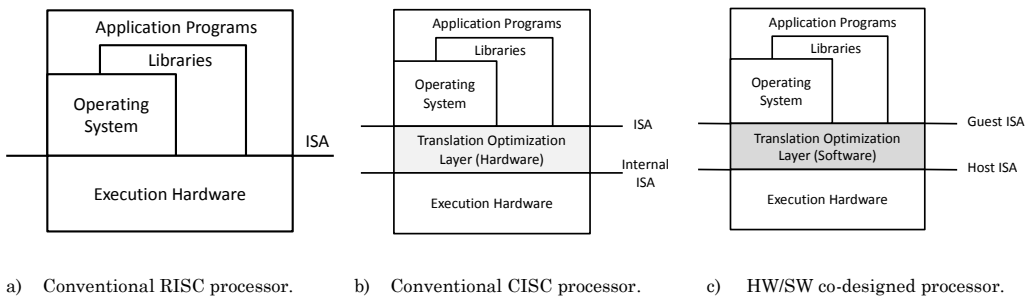 Application Programs
Libraries
Operating
System
ISA
Execution Hardware
a) Conventional RISC processor.
Application Programs
Libraries
Operating
System
ISA
Translation Optimization
Layer (Hardware)
Internal
ISA
Execution Hardware
b) Conventional CISC processor.
Application Programs
Libraries
Operating
System
Guest ISA
Translation Optimization
Layer (Software)
Host ISA
Execution Hardware
c) HW/SW co-designed processor.